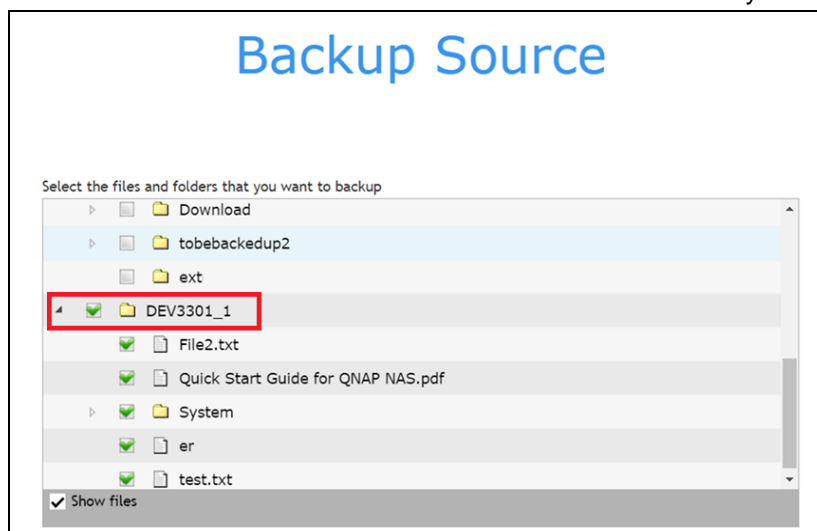 Backup Source
Select the files and folders that you want to backup
Download
tobebackedup2
ext
DEV3301_1
File2.txt
Quick Start Guide for QNAP NAS.pdf
System
er
test.txt
Show files